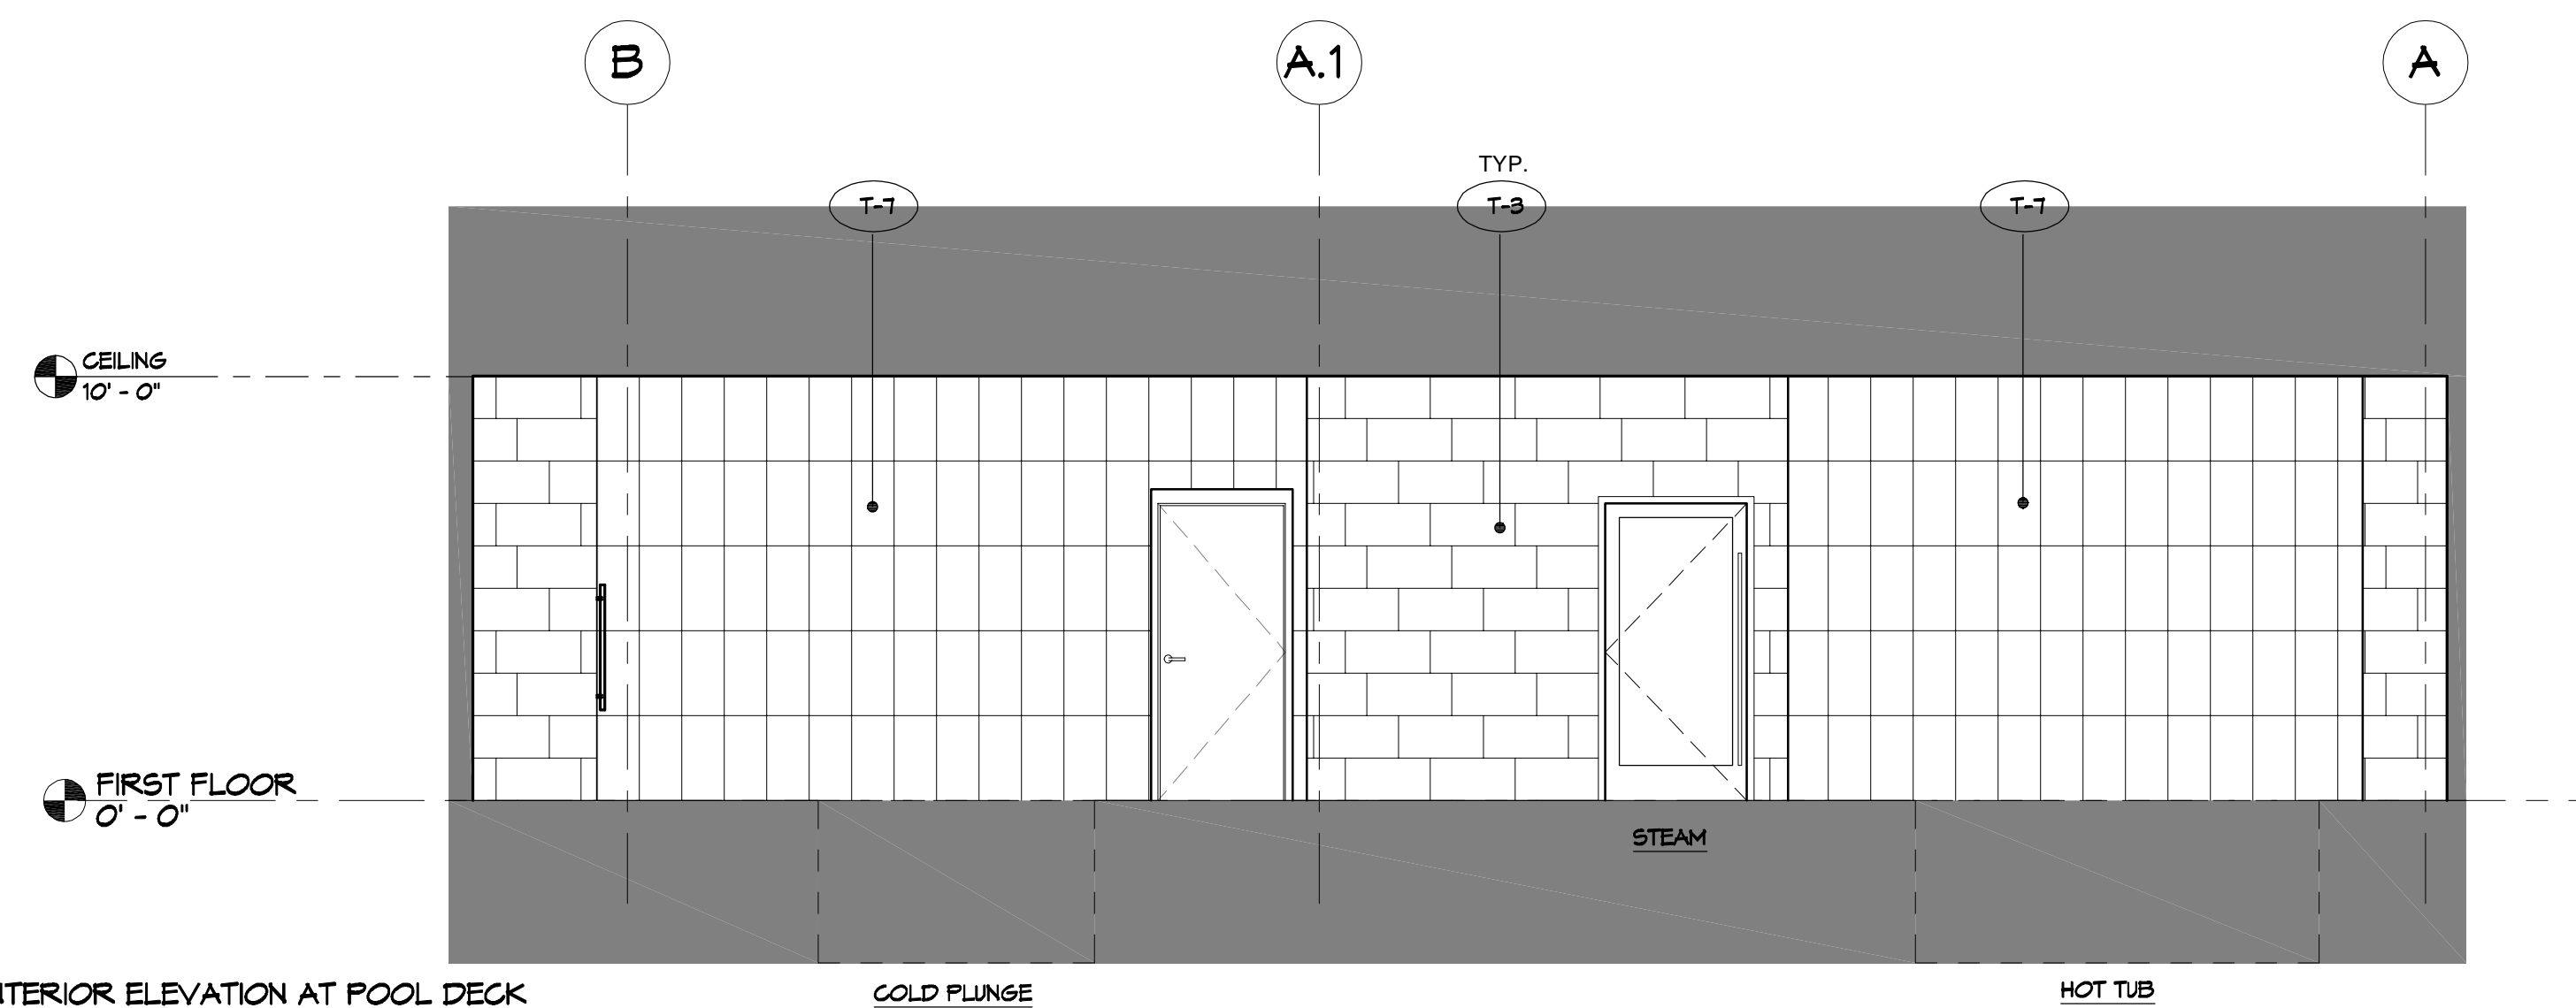 B
A.1
A
TYP.
T-7
T-3
T-7
CEILING
10' - 0"
FIRST FLOOR
0' - 0"
STEAM
ELEVATION AT POOL DECK
COLD PLUNGE
HOT TUB